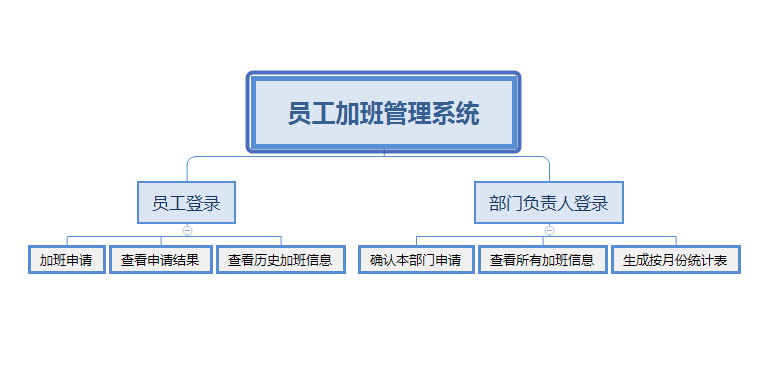 员工加班管理系统
员工登录
部门负责人登录
加班申请
查看申请结果
查看历史加班信息
确认本部门申请
查看所有加班信息
生成按月份统计表